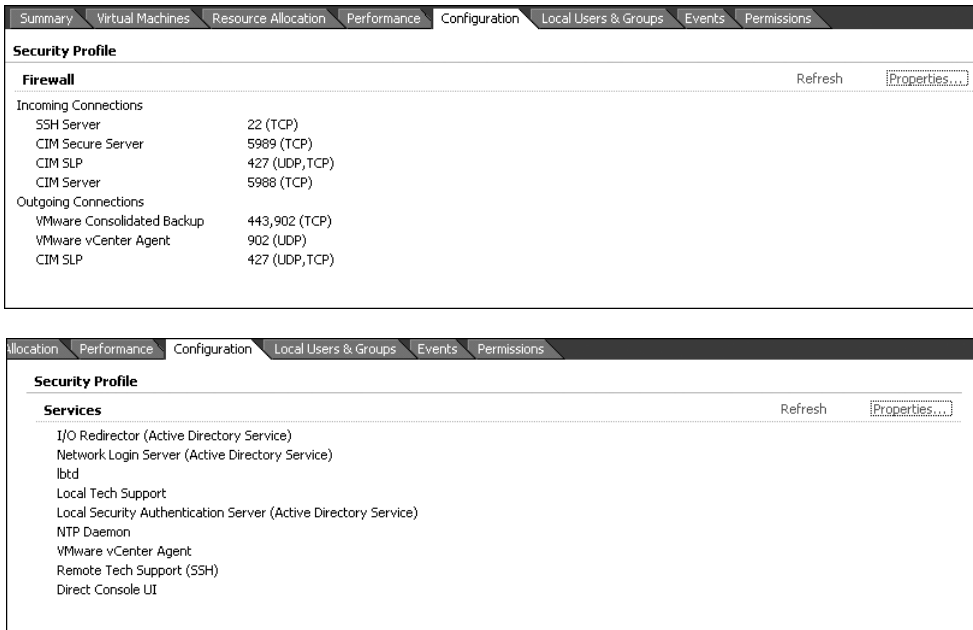 Summary Virtual Machines Resource Allocation Performance Configuration Local Users & Groups Events Permissions
Security Profile
Firewall Refresh Properties...
Incoming Connections
SSH Server 22 (TCP)
CIM Secure Server 5989 (TCP)
CIM SLP 427 (UDP,TCP)
CIM Server 5988 (TCP)
Outgoing Connections
VMware Consolidated Backup 443,902 (TCP)
VMware vCenter Agent 902 (UDP)
CIM SLP 427 (UDP,TCP)
Allocation Performance Configuration Local Users & Groups Events Permissions
Security Profile
Services Refresh Properties...
I/O Redirector (Active Directory Service)
Network Login Server (Active Directory Service)
lbtd
Local Tech Support
Local Security Authentication Server (Active Directory Service)
NTP Daemon
VMware vCenter Agent
Remote Tech Support (SSH)
Direct Console UI